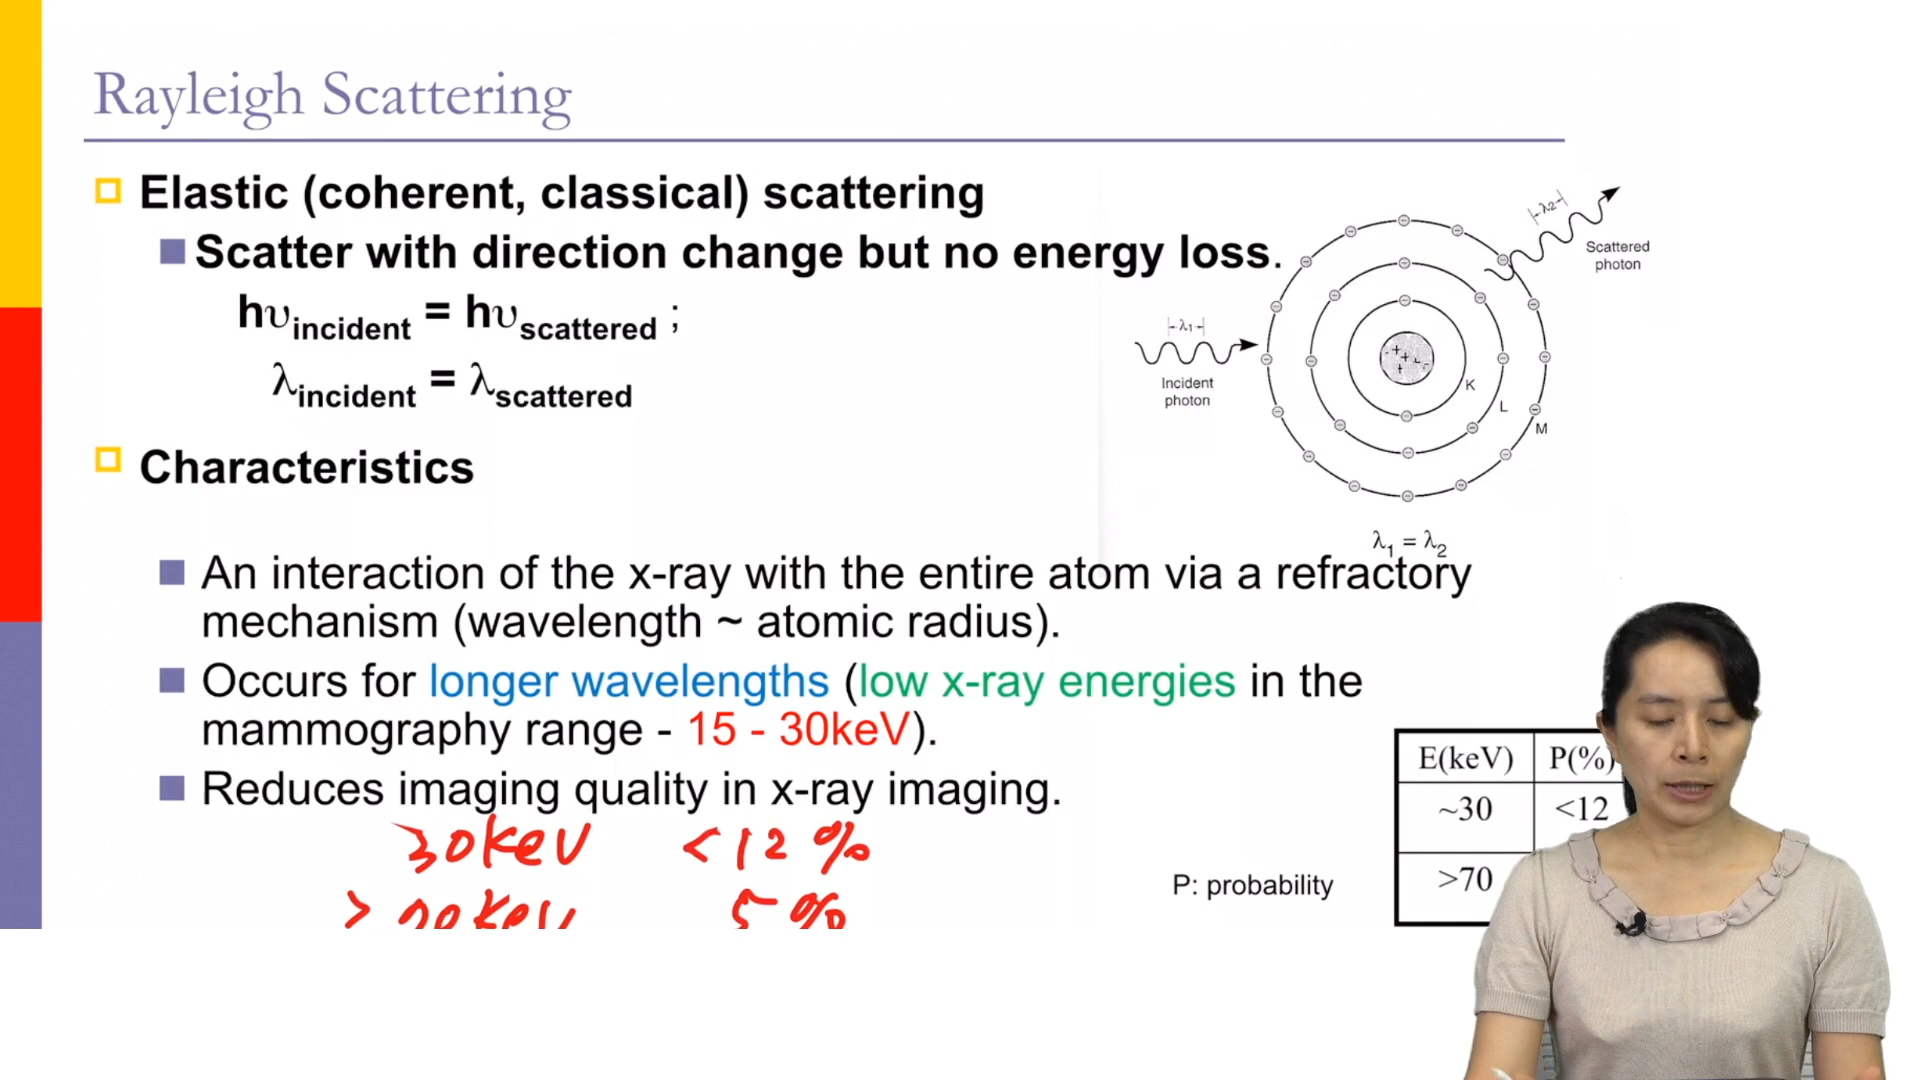 Rayleigh Scattering
Elastic (coherent, classical) scattering
Scatter with direction change but no energy loss.
hυincident = hυscattered ;
λincident = λscattered
|-λ1-|
Incident
photon
|-λ2-|
Scattered
photon
K
L
M
λ1 = λ2
Characteristics
An interaction of the x-ray with the entire atom via a refractory
mechanism (wavelength ~ atomic radius).
Occurs for longer wavelengths (low x-ray energies in the
mammography range - 15 - 30keV).
Reduces imaging quality in x-ray imaging.
30keV <12%
> 5%
P: probability
E(keV) P(%)
~30 <12
>70